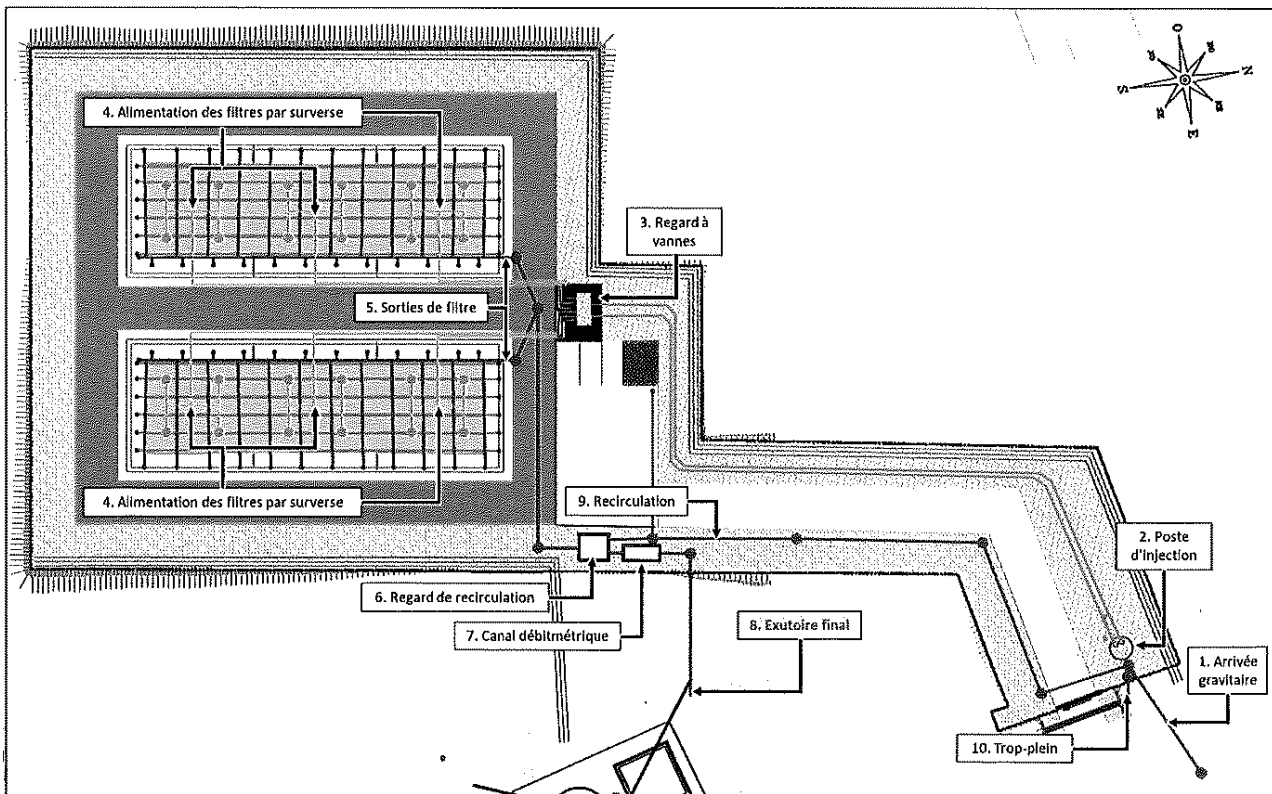 O
N
S
E
4. Alimentation des filtres par surverse
3. Regard à
vannes
5. Sorties de filtre
4. Alimentation des filtres par surverse
9. Recirculation
2. Poste
d'injection
6. Regard de recirculation
7. Canal débitmétrique
8. Exutoire final
1. Arrivée
gravitaire
10. Trop-plein